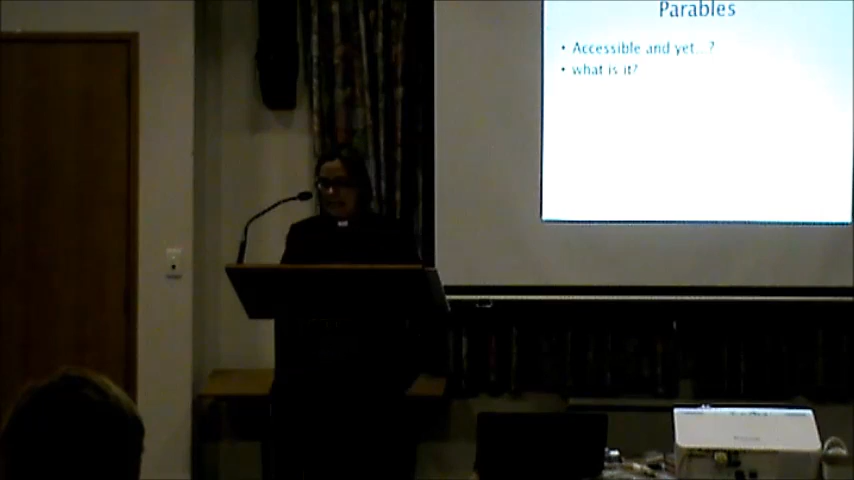 Parables
• Accessible and yet...?
• what is it?